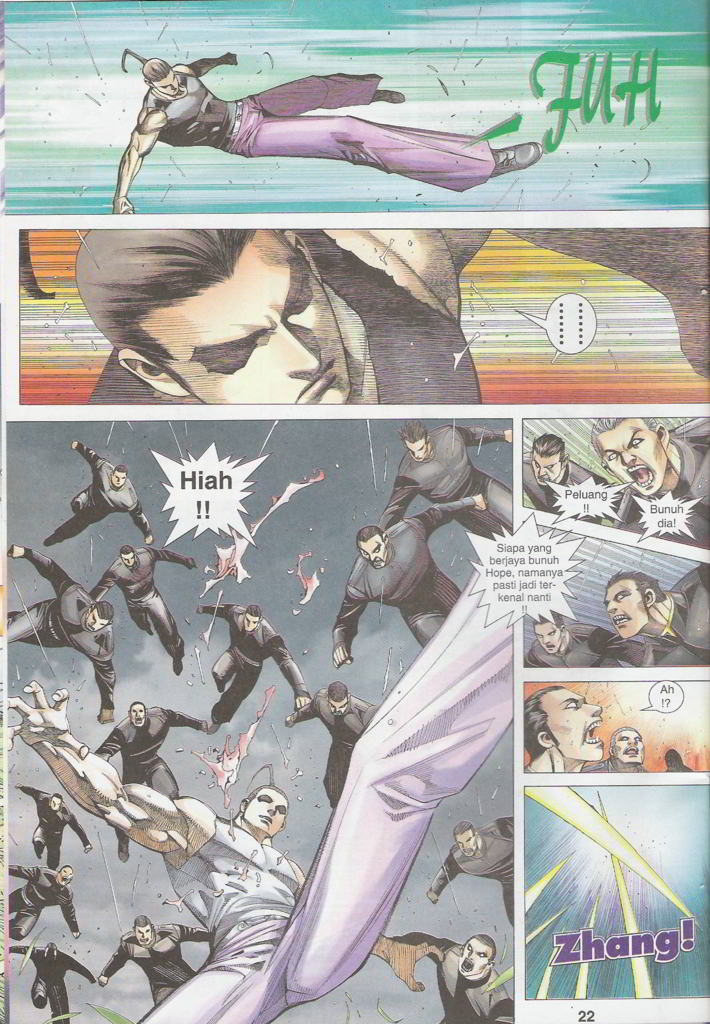 FUH
Hiah
!!
Peluang
!!
Bunuh
dia!
Siapa yang
berjaya bunuh
Hope, namanya
pasti jadi ter-
kenal nanti
!!
Ah
!?
Zhang!
22